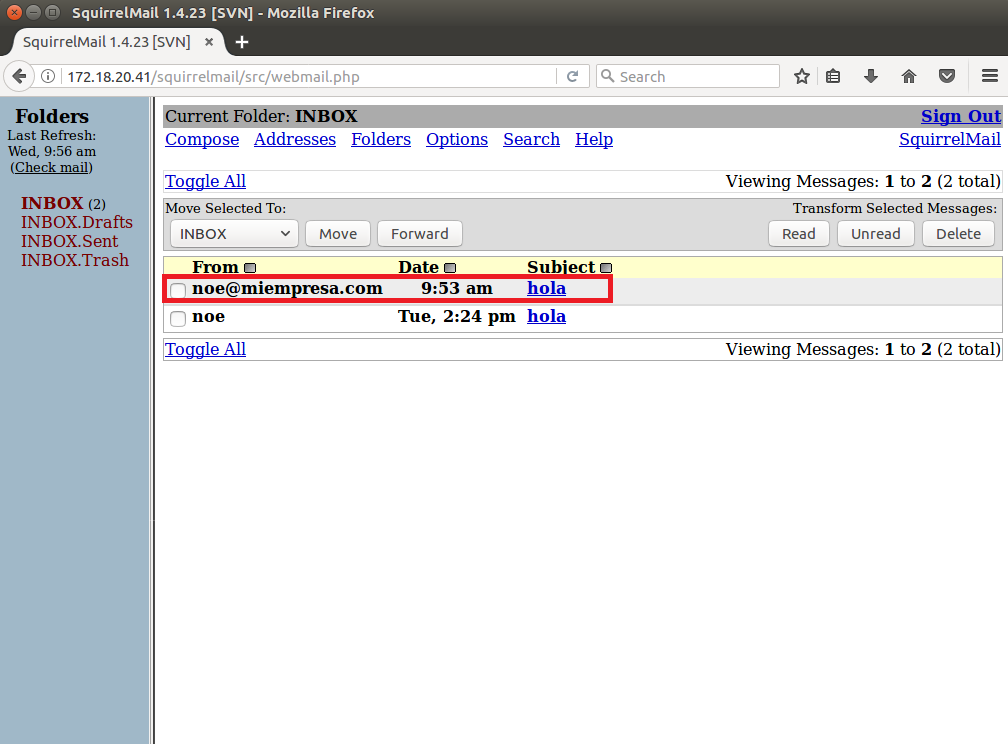 SquirrelMail 1.4.23 [SVN] - Mozilla Firefox
SquirrelMail 1.4.23 [SVN]
172.18.20.41/squirrelmail/src/webmail.php
Search
Folders
Last Refresh:
Wed, 9:56 am
(Check mail)
INBOX (2)
INBOX.Drafts
INBOX.Sent
INBOX.Trash
Current Folder: INBOX Sign Out
Compose Addresses Folders Options Search Help SquirrelMail
Toggle All Viewing Messages: 1 to 2 (2 total)
Move Selected To: Transform Selected Messages:
INBOX Move Forward Read Unread Delete
From Date Subject
noe@miempresa.com 9:53 am hola
noe Tue, 2:24 pm hola
Toggle All Viewing Messages: 1 to 2 (2 total)